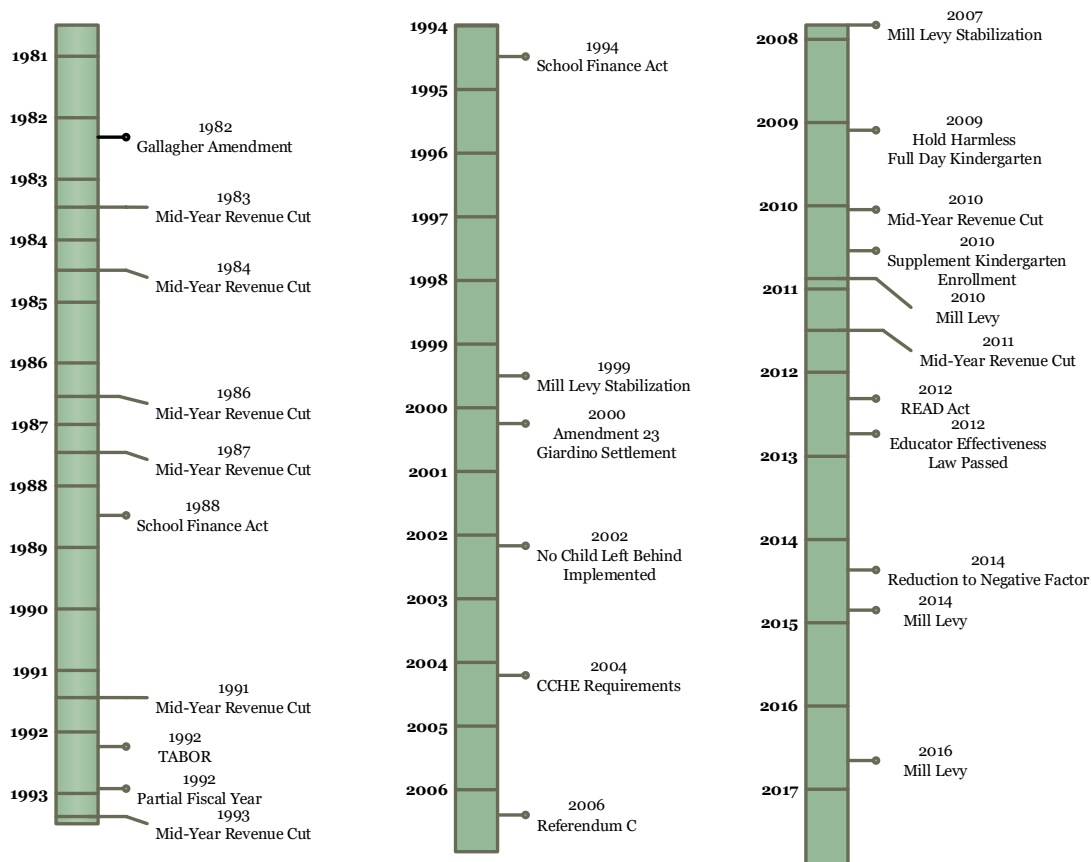 1981
1982
1982
Gallagher Amendment
1983
1983
Mid-Year Revenue Cut
1984
1984
Mid-Year Revenue Cut
1985
1986
1986
Mid-Year Revenue Cut
1987
1987
Mid-Year Revenue Cut
1988
1988
School Finance Act
1989
1990
1991
1991
Mid-Year Revenue Cut
1992
1992
TABOR
1992
Partial Fiscal Year
1993
1993
Mid-Year Revenue Cut
1994
1994
School Finance Act
1995
1996
1997
1998
1999
1999
Mill Levy Stabilization
2000
2000
Amendment 23
Giardino Settlement
2001
2002
2002
No Child Left Behind
Implemented
2003
2004
2004
CCHE Requirements
2005
2006
2006
Referendum C
2007
Mill Levy Stabilization
2008
2009
2009
Hold Harmless
Full Day Kindergarten
2010
2010
Mid-Year Revenue Cut
2010
Supplement Kindergarten
Enrollment
2011
2010
Mill Levy
2011
Mid-Year Revenue Cut
2012
2012
READ Act
2012
Educator Effectiveness
Law Passed
2013
2014
2014
Reduction to Negative Factor
2014
Mill Levy
2015
2016
2016
Mill Levy
2017